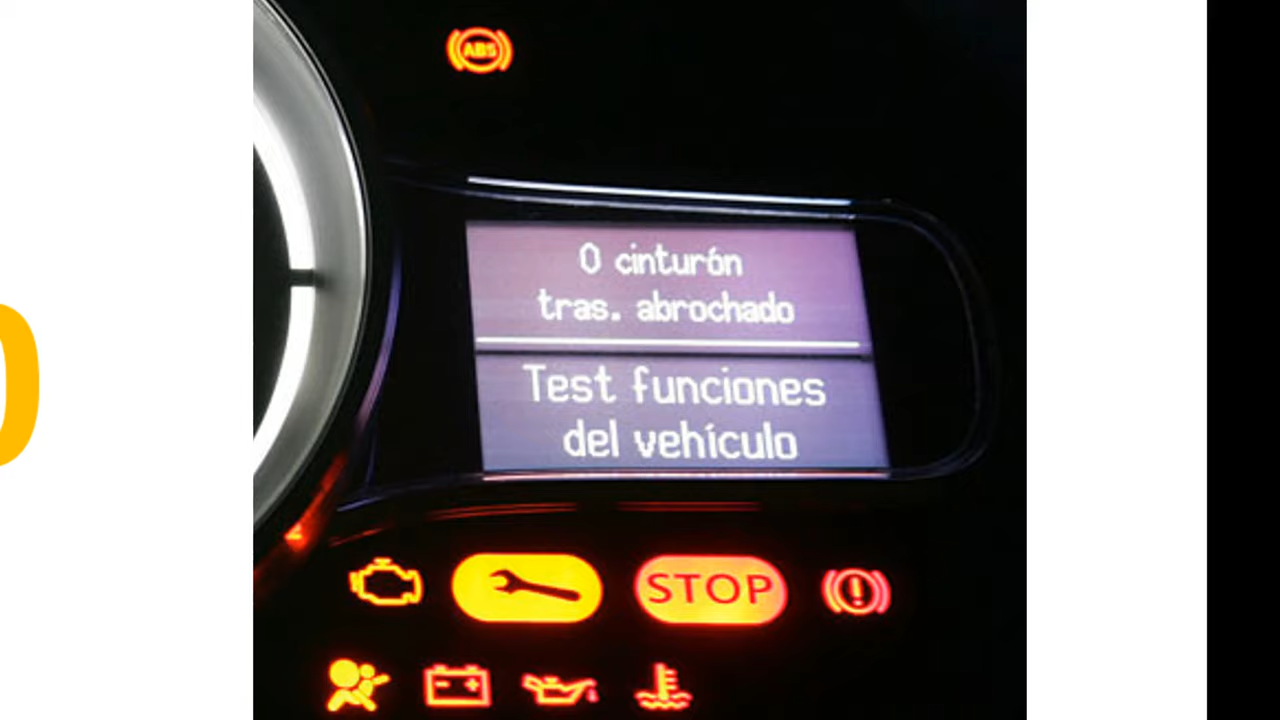 ABS
0 cinturón
tras. abrochado
Test funciones
del vehículo
STOP